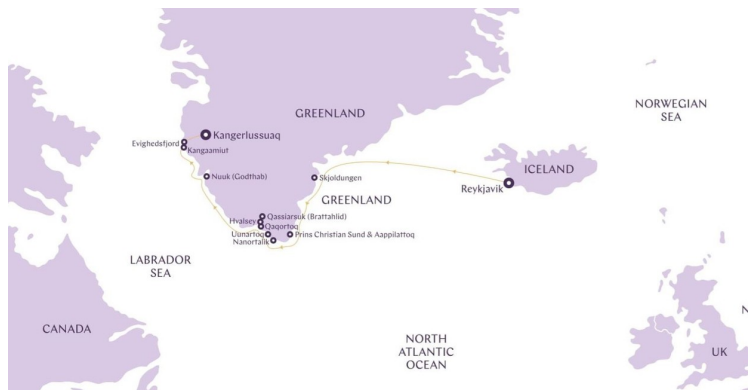 GREENLAND
NORWEGIAN
SEA
Kangerlussuaq
Evighedsfjord
Kangaamiut
ICELAND
Nuuk (Godthab)
Skjoldungen
Reykjavik
GREENLAND
Qassiarsuk (Brattahlid)
Hvalsey
Qaqortoq
Uunartoq
Prins Christian Sund & Aappilattoq
Nanortalik
LABRADOR
SEA
CANADA
NORTH
ATLANTIC
OCEAN
UK
N